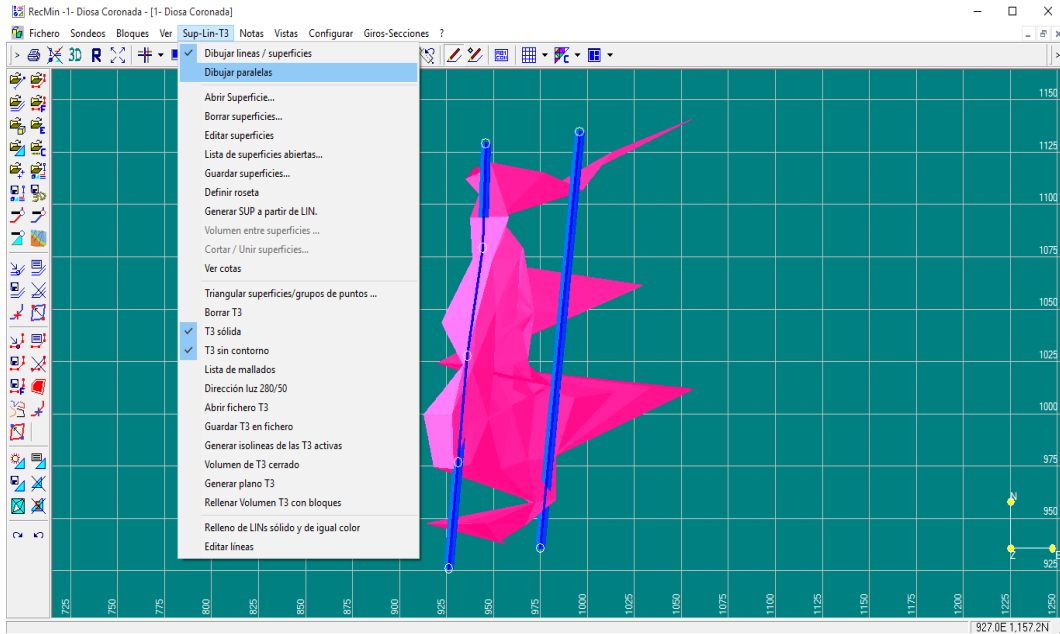 RecMin -1- Diosa Coronada - [1- Diosa Coronada]
Fichero Sondeos Bloques Ver Sup-Lin-T3 Notas Vistas Configurar Giros-Secciones ?
3D R
Dibujar lineas / superficies
Dibujar paralelas
Abrir Superficie...
Borrar superficies...
Editar superficies
Lista de superficies abiertas...
Guardar superficies...
Definir roseta
Generar SUP a partir de LIN.
Volumen entre superficies ...
Cortar / Unir superficies...
Ver cotas
Triangular superficies/grupos de puntos ...
Borrar T3
T3 sólida
T3 sin contorno
Lista de mallados
Dirección luz 280/50
Abrir fichero T3
Guardar T3 en fichero
Generar isolineas de las T3 activas
Volumen de T3 cerrado
Generar plano T3
Rellenar Volumen T3 con bloques
Relleno de LINs sólido y de igual color
Editar líneas
1150
1125
1100
1075
1050
1025
1000
975
950
925
N
Z
E
725 750 775 800 825 850 875 900 925 950 975 1000 1025 1050 1075 1100 1125 1150 1175 1200 1225 1250
927.0E 1,157.2N